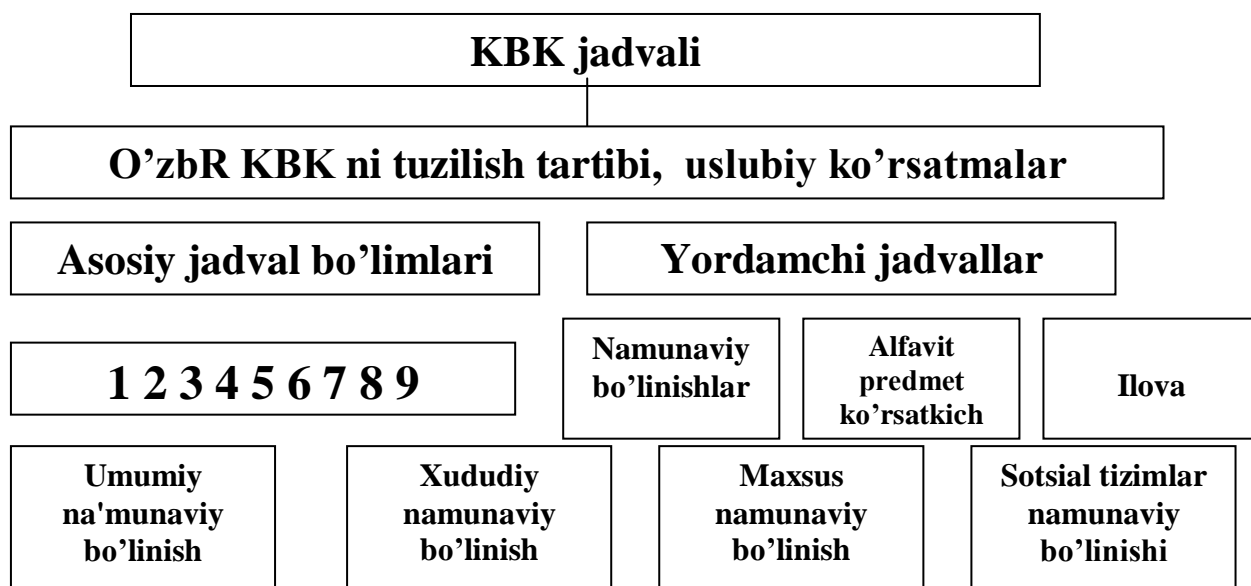 KBK jadvali
O’zbR KBK ni tuzilish tartibi, uslubiy ko’rsatmalar
Asosiy jadval bo’limlari
Yordamchi jadvallar
1 2 3 4 5 6 7 8 9
Namunaviy
bo’linishlar
Alfavit
predmet
ko’rsatkich
Ilova
Umumiy
na'munaviy
bo’linish
Xududiy
namunaviy
bo’linish
Maxsus
namunaviy
bo’linish
Sotsial tizimlar
namunaviy
bo’linishi